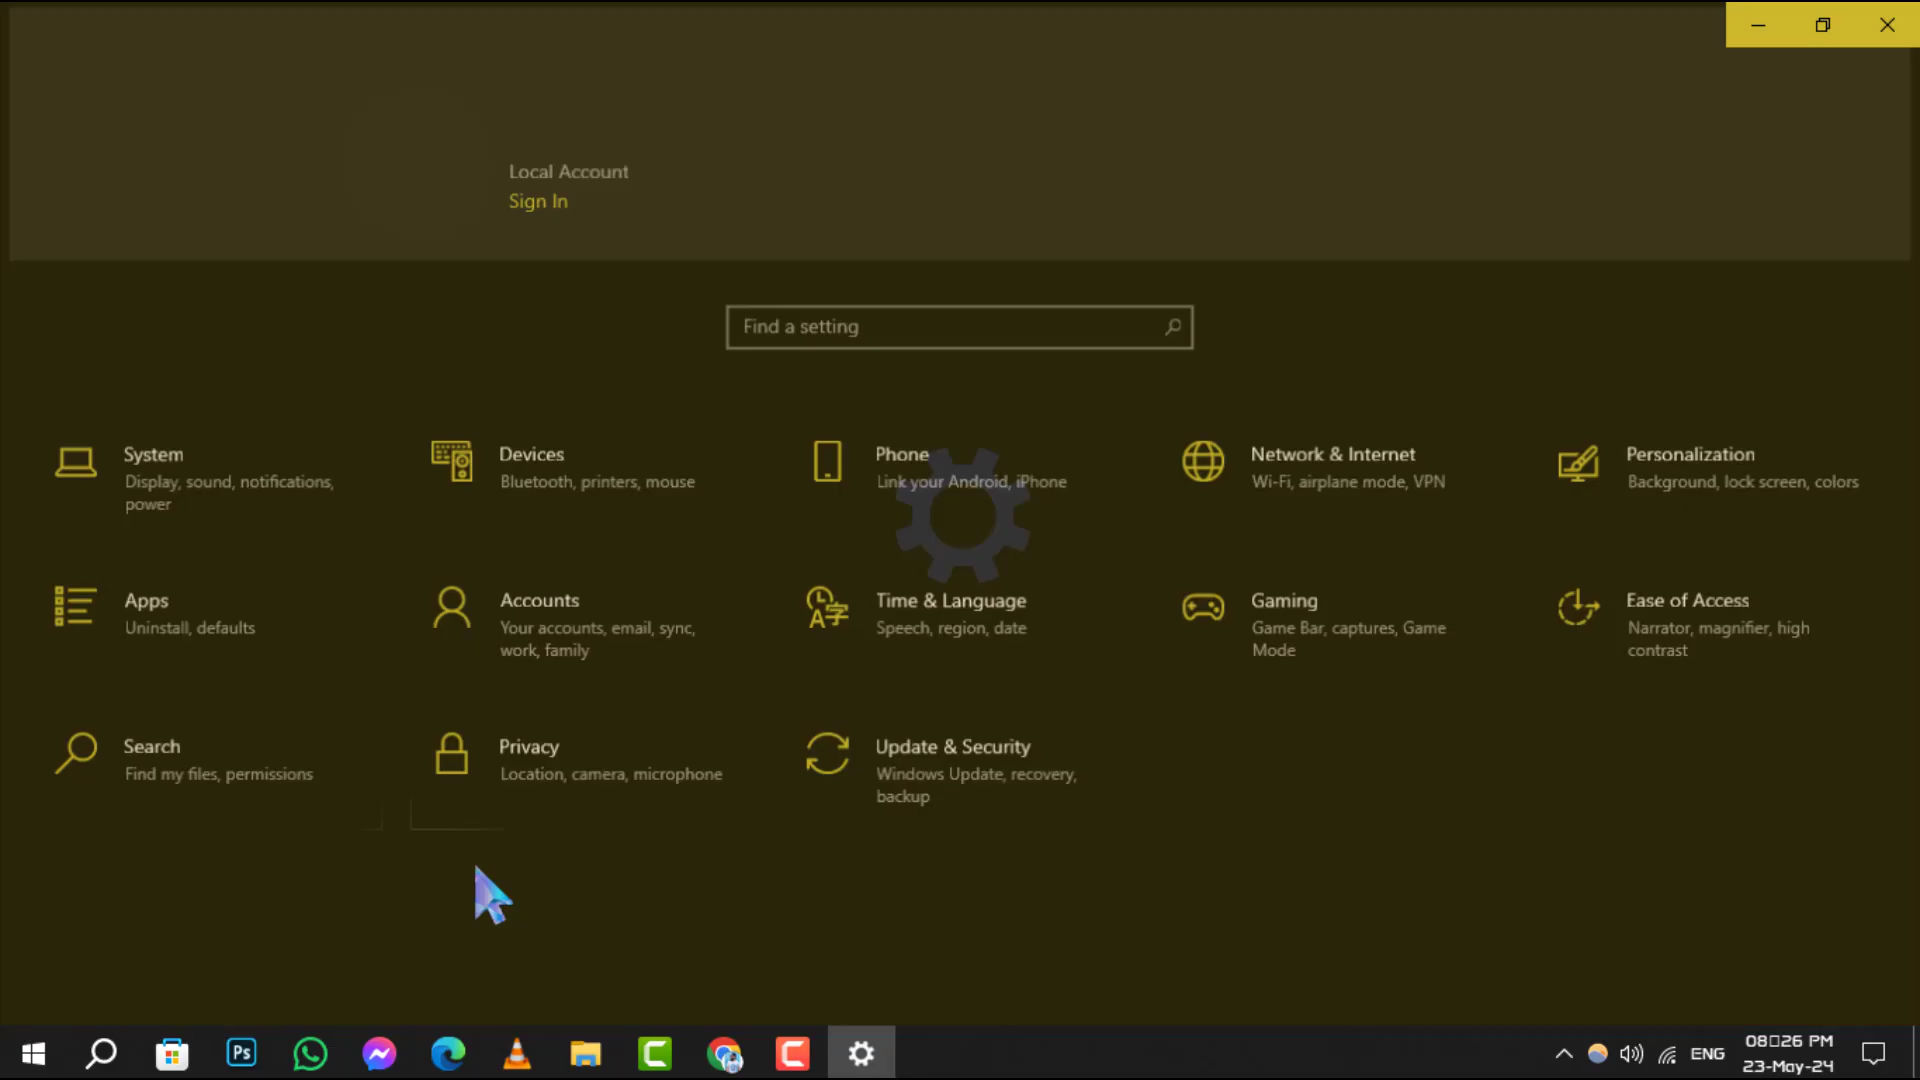 Local Account
Sign In
Find a setting
System
Display, sound, notifications,
power
Devices
Bluetooth, printers, mouse
Phone
Link your Android, iPhone
Network & Internet
Wi-Fi, airplane mode, VPN
Personalization
Background, lock screen, colors
Apps
Uninstall, defaults
Accounts
Your accounts, email, sync,
work, family
Time & Language
Speech, region, date
Gaming
Game Bar, captures, Game
Mode
Ease of Access
Narrator, magnifier, high
contrast
Search
Find my files, permissions
Privacy
Location, camera, microphone
Update & Security
Windows Update, recovery,
backup
Ps
ENG
08▯26 PM
23-May-24